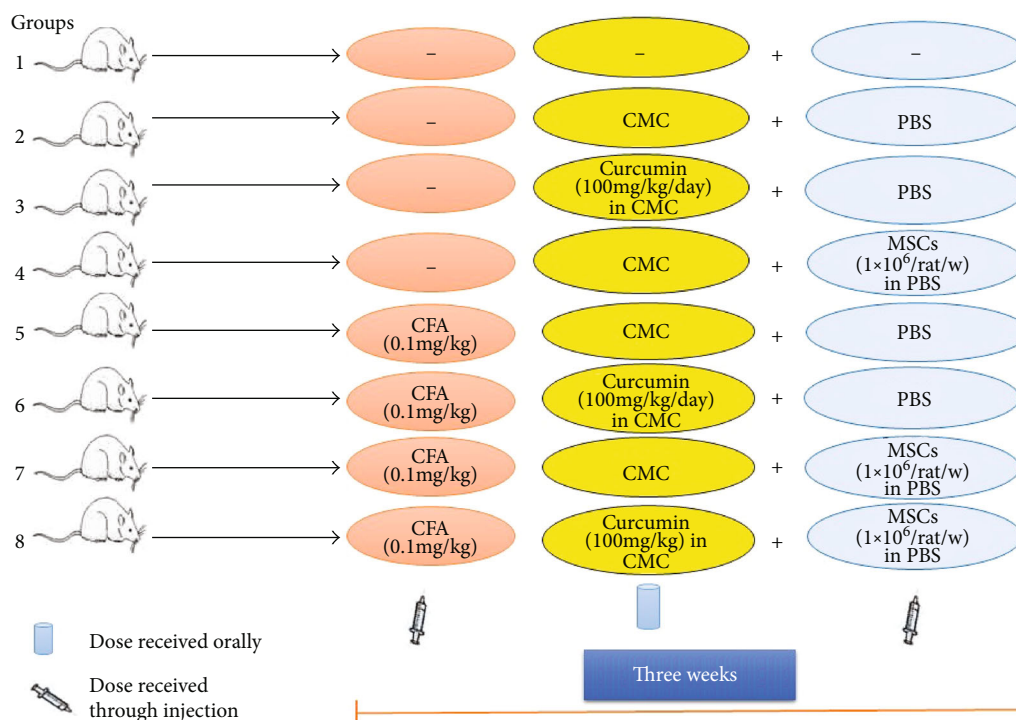 Groups
1
–
–
+
–
2
–
CMC
+
PBS
3
–
Curcumin
(100mg/kg/day)
in CMC
+
PBS
4
–
CMC
+
MSCs
(1×10⁶/rat/w)
in PBS
5
CFA
(0.1mg/kg)
CMC
+
PBS
6
CFA
(0.1mg/kg)
Curcumin
(100mg/kg/day)
in CMC
+
PBS
7
CFA
(0.1mg/kg)
CMC
+
MSCs
(1×10⁶/rat/w)
in PBS
8
CFA
(0.1mg/kg)
Curcumin
(100mg/kg) in
CMC
+
MSCs
(1×10⁶/rat/w)
in PBS
Dose received orally
Dose received
through injection
Three weeks